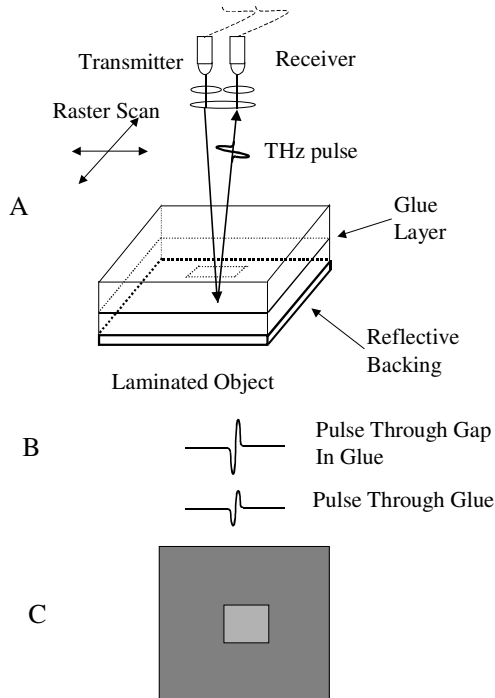 Transmitter
Receiver
Raster Scan
THz pulse
A
Glue
Layer
Reflective
Backing
Laminated Object
B
Pulse Through Gap
In Glue
Pulse Through Glue
C